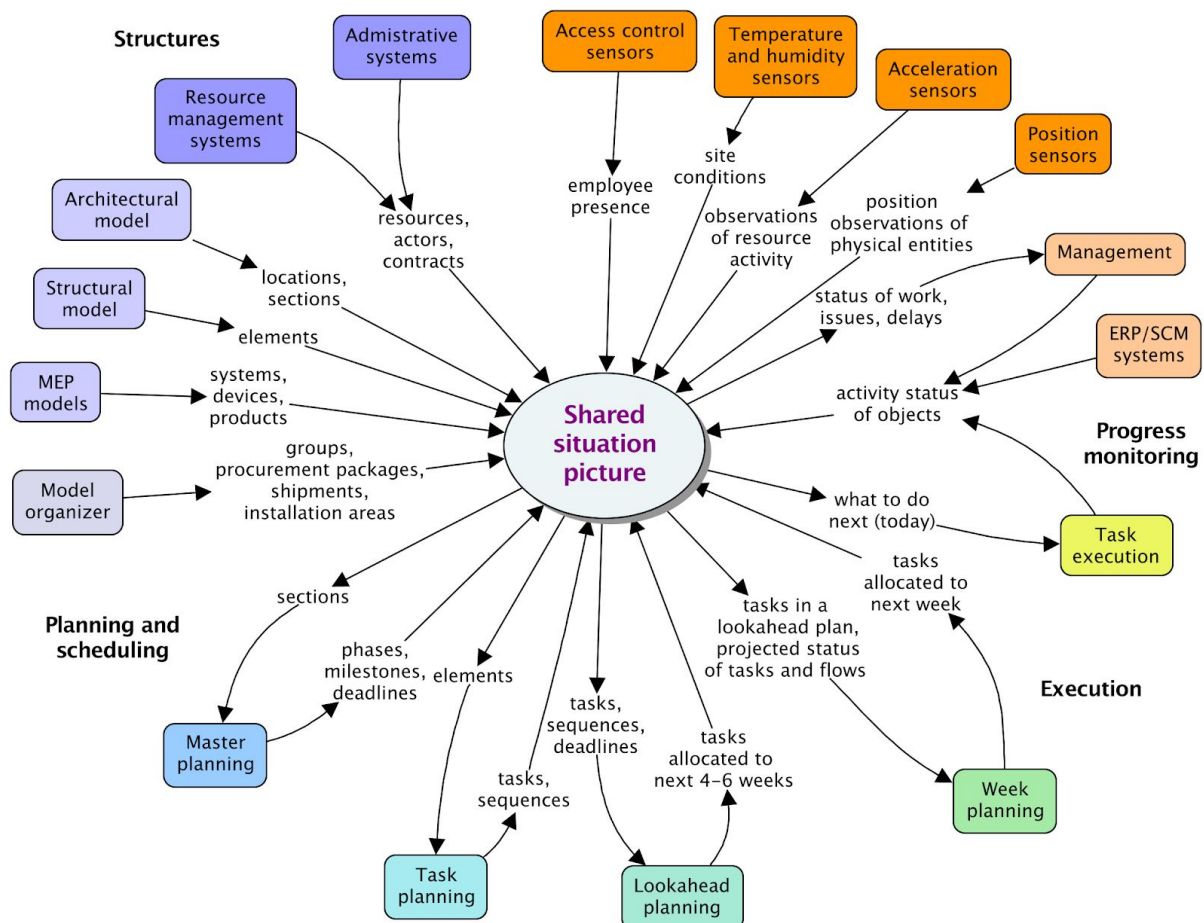 Structures
Admistrative
systems
Access control
sensors
Temperature
and humidity
sensors
Acceleration
sensors
Resource
management
systems
Position
sensors
site
conditions
employee
presence
Architectural
model
resources,
actors,
contracts
observations
of resource
activity
position
observations of
physical entities
Management
locations,
sections
Structural
model
elements
status of work,
issues, delays
ERP/SCM
systems
MEP
models
systems,
devices,
products
activity status
of objects
Shared
situation
picture
Progress
monitoring
Model
organizer
groups,
procurement packages,
shipments,
installation areas
what to do
next (today)
Task
execution
tasks
allocated to
next week
sections
Planning and
scheduling
phases,
milestones,
deadlines
elements
tasks in a
lookahead plan,
projected status
of tasks and flows
Execution
tasks,
sequences,
deadlines
Master
planning
tasks
allocated to
next 4-6 weeks
tasks,
sequences
Week
planning
Task
planning
Lookahead
planning